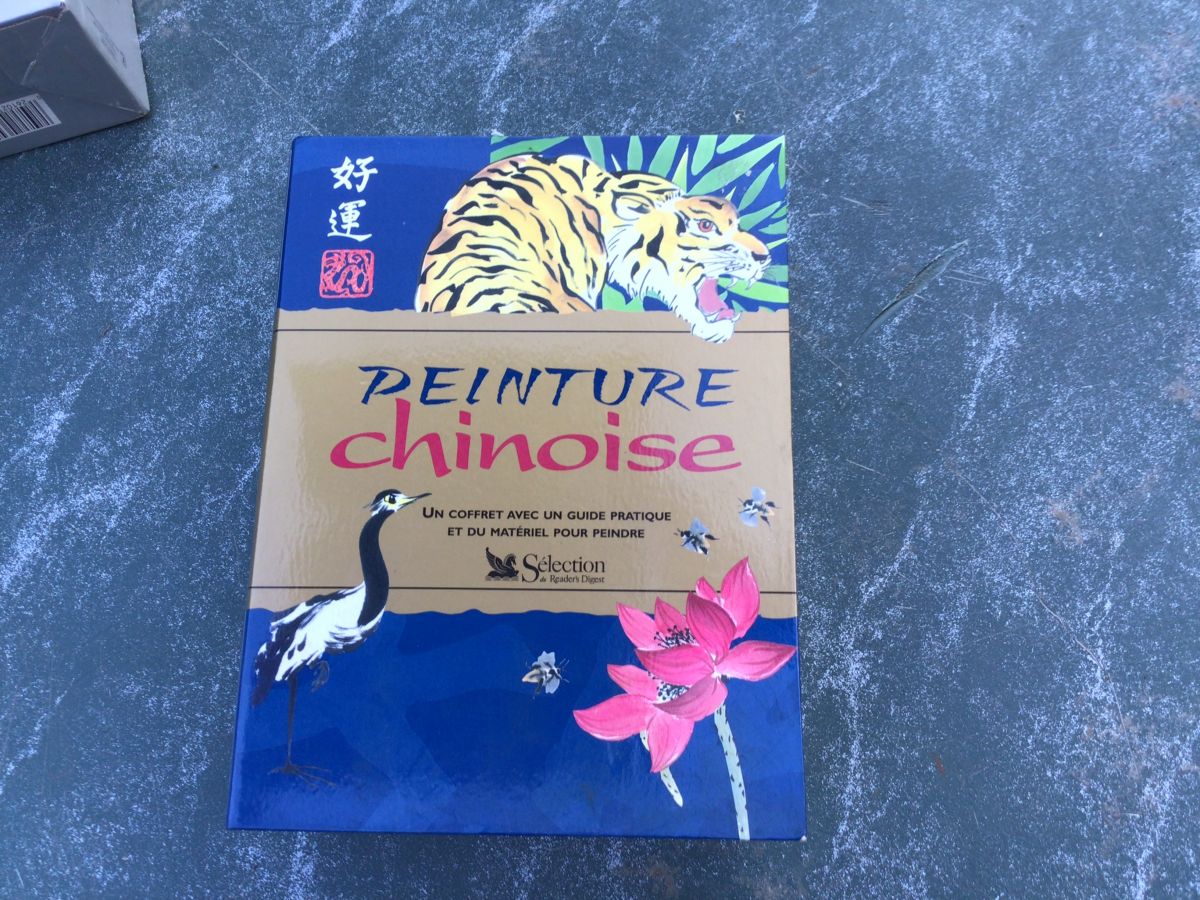 好
運
PEINTURE
chinoise
UN COFFRET AVEC UN GUIDE PRATIQUE
ET DU MATÉRIEL POUR PEINDRE
Sélection
du Reader's Digest